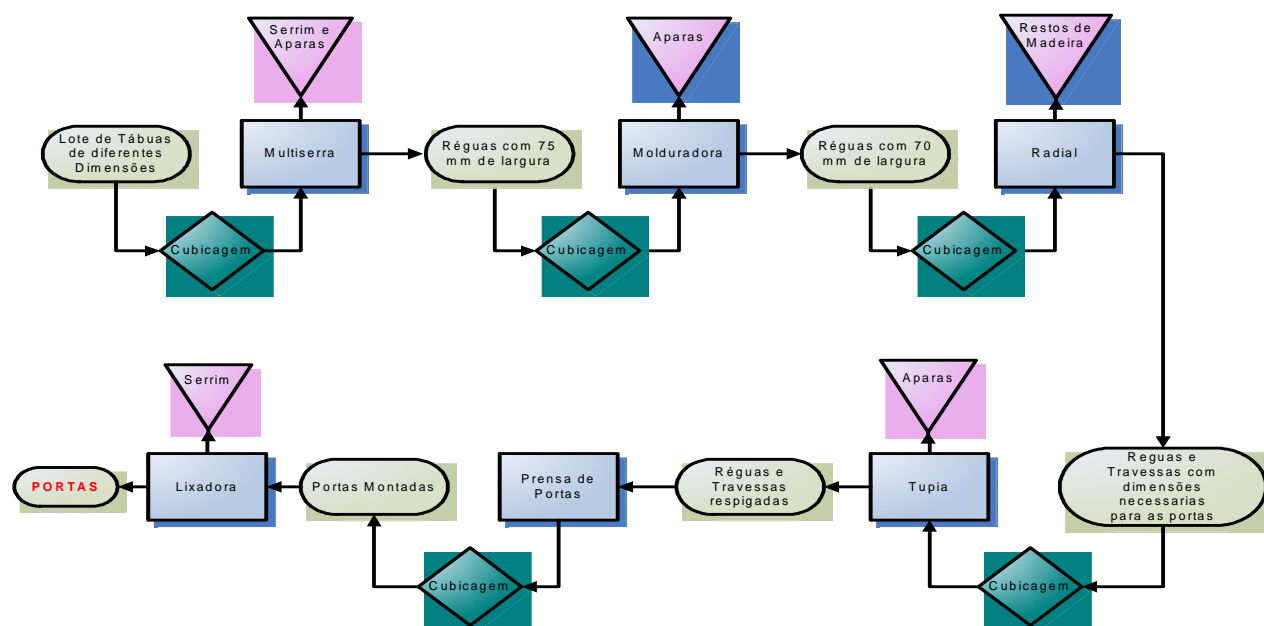 Serrim e
Aparas
Aparas
Restos de
Madeira
Lote de Tábuas
de diferentes
Dimensões
Multiserra
Réguas com 75
mm de largura
Molduradora
Réguas com 70
mm de largura
Radial
Cubicagem
Cubicagem
Cubicagem
Serrim
Aparas
PORTAS
Lixadora
Portas Montadas
Prensa de
Portas
Réguas e
Travessas
respigadas
Tupia
Reguas e
Travessas com
dimensões
necessarias
para as portas
Cubicagem
Cubicagem